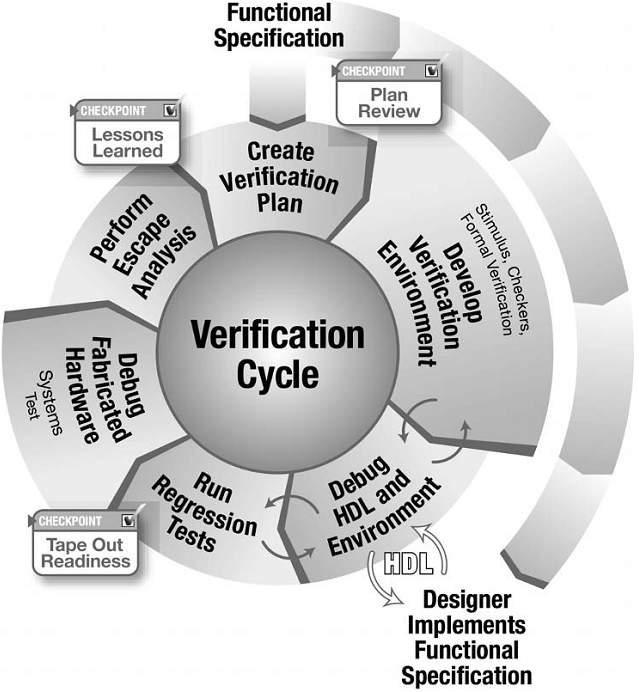 Functional
Specification
CHECKPOINT
Plan
Review
CHECKPOINT
Lessons
Learned
Create
Verification
Plan
Perform
Escape
Analysis
Develop
Verification
Environment
Stimulus, Checkers,
Formal Verification
Verification
Cycle
Debug
Fabricated
Hardware
Systems
Test
Run
Regression
Tests
Debug
HDL and
Environment
CHECKPOINT
Tape Out
Readiness
HDL
Designer
Implements
Functional
Specification